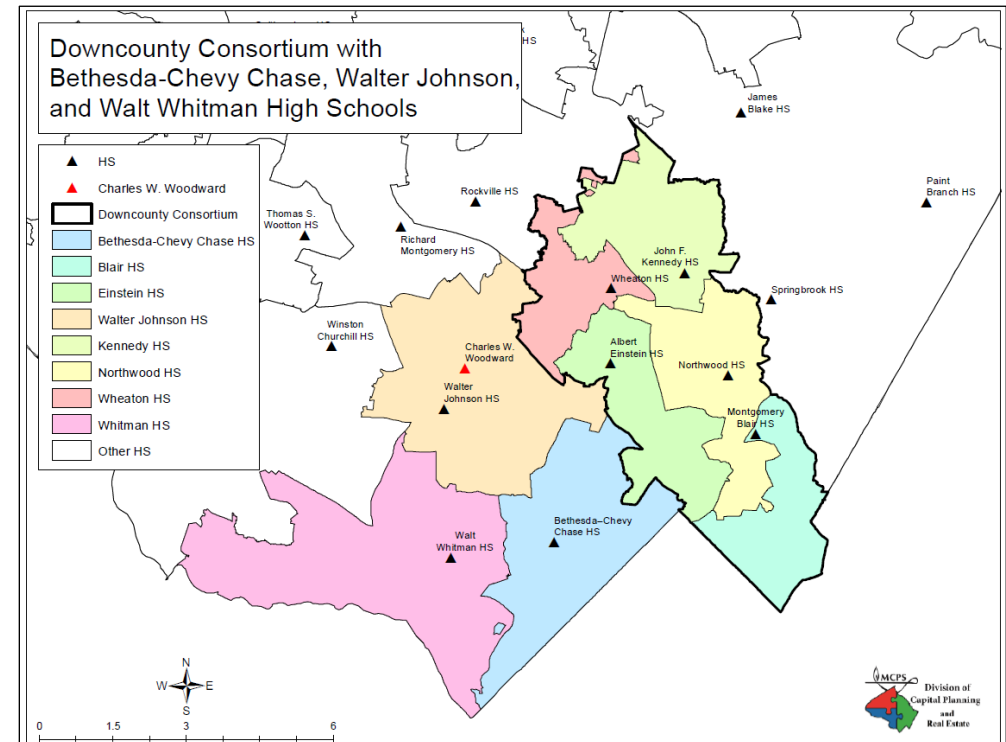 Downcounty Consortium with
Bethesda-Chevy Chase, Walter Johnson,
and Walt Whitman High Schools
HS
HS
Charles W. Woodward
Downcounty Consortium
Bethesda-Chevy Chase HS
Blair HS
Einstein HS
Walter Johnson HS
Kennedy HS
Northwood HS
Wheaton HS
Whitman HS
Other HS
James
Blake HS
Paint
Branch HS
Rockville HS
Thomas S.
Wootton HS
Richard
Montgomery HS
John F.
Kennedy HS
Wheaton HS
Springbrook HS
Winston
Churchill HS
Charles W.
Woodward
Albert
Einstein HS
Northwood HS
Walter
Johnson HS
Montgomery
Blair HS
Bethesda–Chevy
Chase HS
Walt
Whitman HS
N
W
E
S
0
1.5
3
4.5
6
MCPS
Division of
Capital Planning
and
Real Estate